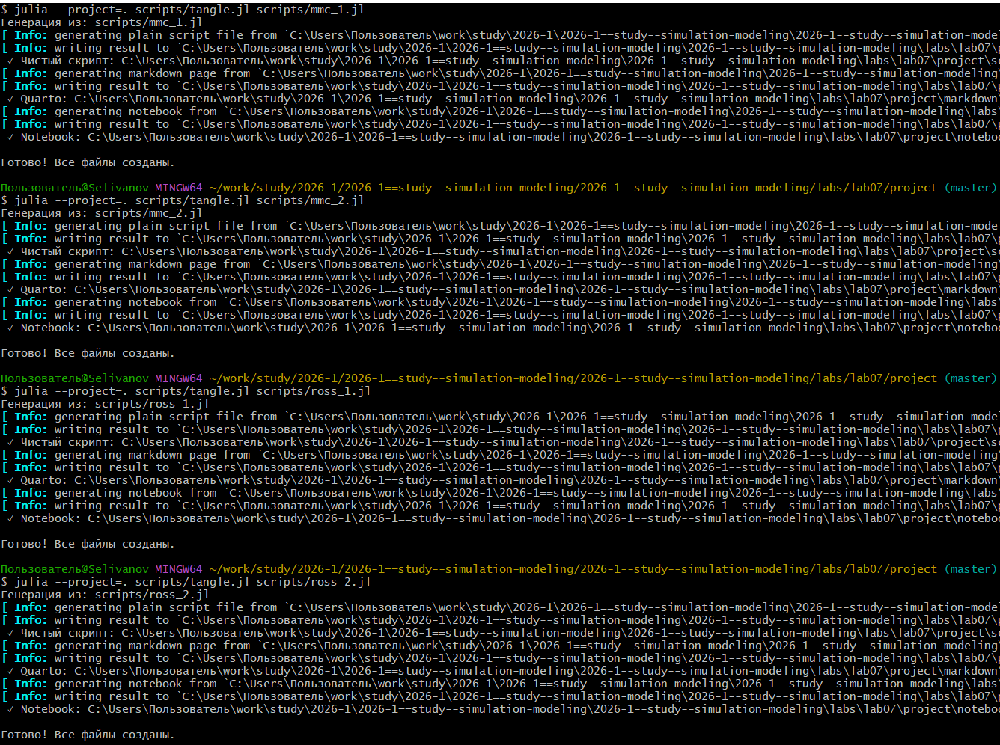 $ julia --project=. scripts/tangle.jl scripts/mmc_1.jl
Генерация из: scripts/mmc_1.jl
[ Info: generating plain script file from `C:\Users\Пользователь\work\study\2026-1\2026-1==study--simulation-modeling\2026-1--study--simulation-mode
[ Info: writing result to `C:\Users\Пользователь\work\study\2026-1\2026-1==study--simulation-modeling\2026-1--study--simulation-modeling\labs\lab07\p
✓ Чистый скрипт: C:\Users\Пользователь\work\study\2026-1\2026-1==study--simulation-modeling\2026-1--study--simulation-modeling\labs\lab07\project\sc
[ Info: generating markdown page from `C:\Users\Пользователь\work\study\2026-1\2026-1==study--simulation-modeling\2026-1--study--simulation-modeling\
[ Info: writing result to `C:\Users\Пользователь\work\study\2026-1\2026-1==study--simulation-modeling\2026-1--study--simulation-modeling\labs\lab07\p
✓ Quarto: C:\Users\Пользователь\work\study\2026-1\2026-1==study--simulation-modeling\2026-1--study--simulation-modeling\labs\lab07\project\markdown\
[ Info: generating notebook from `C:\Users\Пользователь\work\study\2026-1\2026-1==study--simulation-modeling\2026-1--study--simulation-modeling\labs\
[ Info: writing result to `C:\Users\Пользователь\work\study\2026-1\2026-1==study--simulation-modeling\2026-1--study--simulation-modeling\labs\lab07\p
✓ Notebook: C:\Users\Пользователь\work\study\2026-1\2026-1==study--simulation-modeling\2026-1--study--simulation-modeling\labs\lab07\project\noteboo
Готово! Все файлы созданы.
Пользователь@Selivanov MINGW64 ~/work/study/2026-1/2026-1==study--simulation-modeling/2026-1--study--simulation-modeling/labs/lab07/project (master)
$ julia --project=. scripts/tangle.jl scripts/mmc_2.jl
Генерация из: scripts/mmc_2.jl
[ Info: generating plain script file from `C:\Users\Пользователь\work\study\2026-1\2026-1==study--simulation-modeling\2026-1--study--simulation-mode
[ Info: writing result to `C:\Users\Пользователь\work\study\2026-1\2026-1==study--simulation-modeling\2026-1--study--simulation-modeling\labs\lab07\p
✓ Чистый скрипт: C:\Users\Пользователь\work\study\2026-1\2026-1==study--simulation-modeling\2026-1--study--simulation-modeling\labs\lab07\project\sc
[ Info: generating markdown page from `C:\Users\Пользователь\work\study\2026-1\2026-1==study--simulation-modeling\2026-1--study--simulation-modeling\
[ Info: writing result to `C:\Users\Пользователь\work\study\2026-1\2026-1==study--simulation-modeling\2026-1--study--simulation-modeling\labs\lab07\p
✓ Quarto: C:\Users\Пользователь\work\study\2026-1\2026-1==study--simulation-modeling\2026-1--study--simulation-modeling\labs\lab07\project\markdown\
[ Info: generating notebook from `C:\Users\Пользователь\work\study\2026-1\2026-1==study--simulation-modeling\2026-1--study--simulation-modeling\labs\
[ Info: writing result to `C:\Users\Пользователь\work\study\2026-1\2026-1==study--simulation-modeling\2026-1--study--simulation-modeling\labs\lab07\p
✓ Notebook: C:\Users\Пользователь\work\study\2026-1\2026-1==study--simulation-modeling\2026-1--study--simulation-modeling\labs\lab07\project\noteboo
Готово! Все файлы созданы.
Пользователь@Selivanov MINGW64 ~/work/study/2026-1/2026-1==study--simulation-modeling/2026-1--study--simulation-modeling/labs/lab07/project (master)
$ julia --project=. scripts/tangle.jl scripts/ross_1.jl
Генерация из: scripts/ross_1.jl
[ Info: generating plain script file from `C:\Users\Пользователь\work\study\2026-1\2026-1==study--simulation-modeling\2026-1--study--simulation-mode
[ Info: writing result to `C:\Users\Пользователь\work\study\2026-1\2026-1==study--simulation-modeling\2026-1--study--simulation-modeling\labs\lab07\p
✓ Чистый скрипт: C:\Users\Пользователь\work\study\2026-1\2026-1==study--simulation-modeling\2026-1--study--simulation-modeling\labs\lab07\project\sc
[ Info: generating markdown page from `C:\Users\Пользователь\work\study\2026-1\2026-1==study--simulation-modeling\2026-1--study--simulation-modeling\
[ Info: writing result to `C:\Users\Пользователь\work\study\2026-1\2026-1==study--simulation-modeling\2026-1--study--simulation-modeling\labs\lab07\p
✓ Quarto: C:\Users\Пользователь\work\study\2026-1\2026-1==study--simulation-modeling\2026-1--study--simulation-modeling\labs\lab07\project\markdown\
[ Info: generating notebook from `C:\Users\Пользователь\work\study\2026-1\2026-1==study--simulation-modeling\2026-1--study--simulation-modeling\labs\
[ Info: writing result to `C:\Users\Пользователь\work\study\2026-1\2026-1==study--simulation-modeling\2026-1--study--simulation-modeling\labs\lab07\p
✓ Notebook: C:\Users\Пользователь\work\study\2026-1\2026-1==study--simulation-modeling\2026-1--study--simulation-modeling\labs\lab07\project\noteboo
Готово! Все файлы созданы.
Пользователь@Selivanov MINGW64 ~/work/study/2026-1/2026-1==study--simulation-modeling/2026-1--study--simulation-modeling/labs/lab07/project (master)
$ julia --project=. scripts/tangle.jl scripts/ross_2.jl
Генерация из: scripts/ross_2.jl
[ Info: generating plain script file from `C:\Users\Пользователь\work\study\2026-1\2026-1==study--simulation-modeling\2026-1--study--simulation-mode
[ Info: writing result to `C:\Users\Пользователь\work\study\2026-1\2026-1==study--simulation-modeling\2026-1--study--simulation-modeling\labs\lab07\p
✓ Чистый скрипт: C:\Users\Пользователь\work\study\2026-1\2026-1==study--simulation-modeling\2026-1--study--simulation-modeling\labs\lab07\project\sc
[ Info: generating markdown page from `C:\Users\Пользователь\work\study\2026-1\2026-1==study--simulation-modeling\2026-1--study--simulation-modeling\
[ Info: writing result to `C:\Users\Пользователь\work\study\2026-1\2026-1==study--simulation-modeling\2026-1--study--simulation-modeling\labs\lab07\p
✓ Quarto: C:\Users\Пользователь\work\study\2026-1\2026-1==study--simulation-modeling\2026-1--study--simulation-modeling\labs\lab07\project\markdown\
[ Info: generating notebook from `C:\Users\Пользователь\work\study\2026-1\2026-1==study--simulation-modeling\2026-1--study--simulation-modeling\labs\
[ Info: writing result to `C:\Users\Пользователь\work\study\2026-1\2026-1==study--simulation-modeling\2026-1--study--simulation-modeling\labs\lab07\p
✓ Notebook: C:\Users\Пользователь\work\study\2026-1\2026-1==study--simulation-modeling\2026-1--study--simulation-modeling\labs\lab07\project\noteboo
Готово! Все файлы созданы.